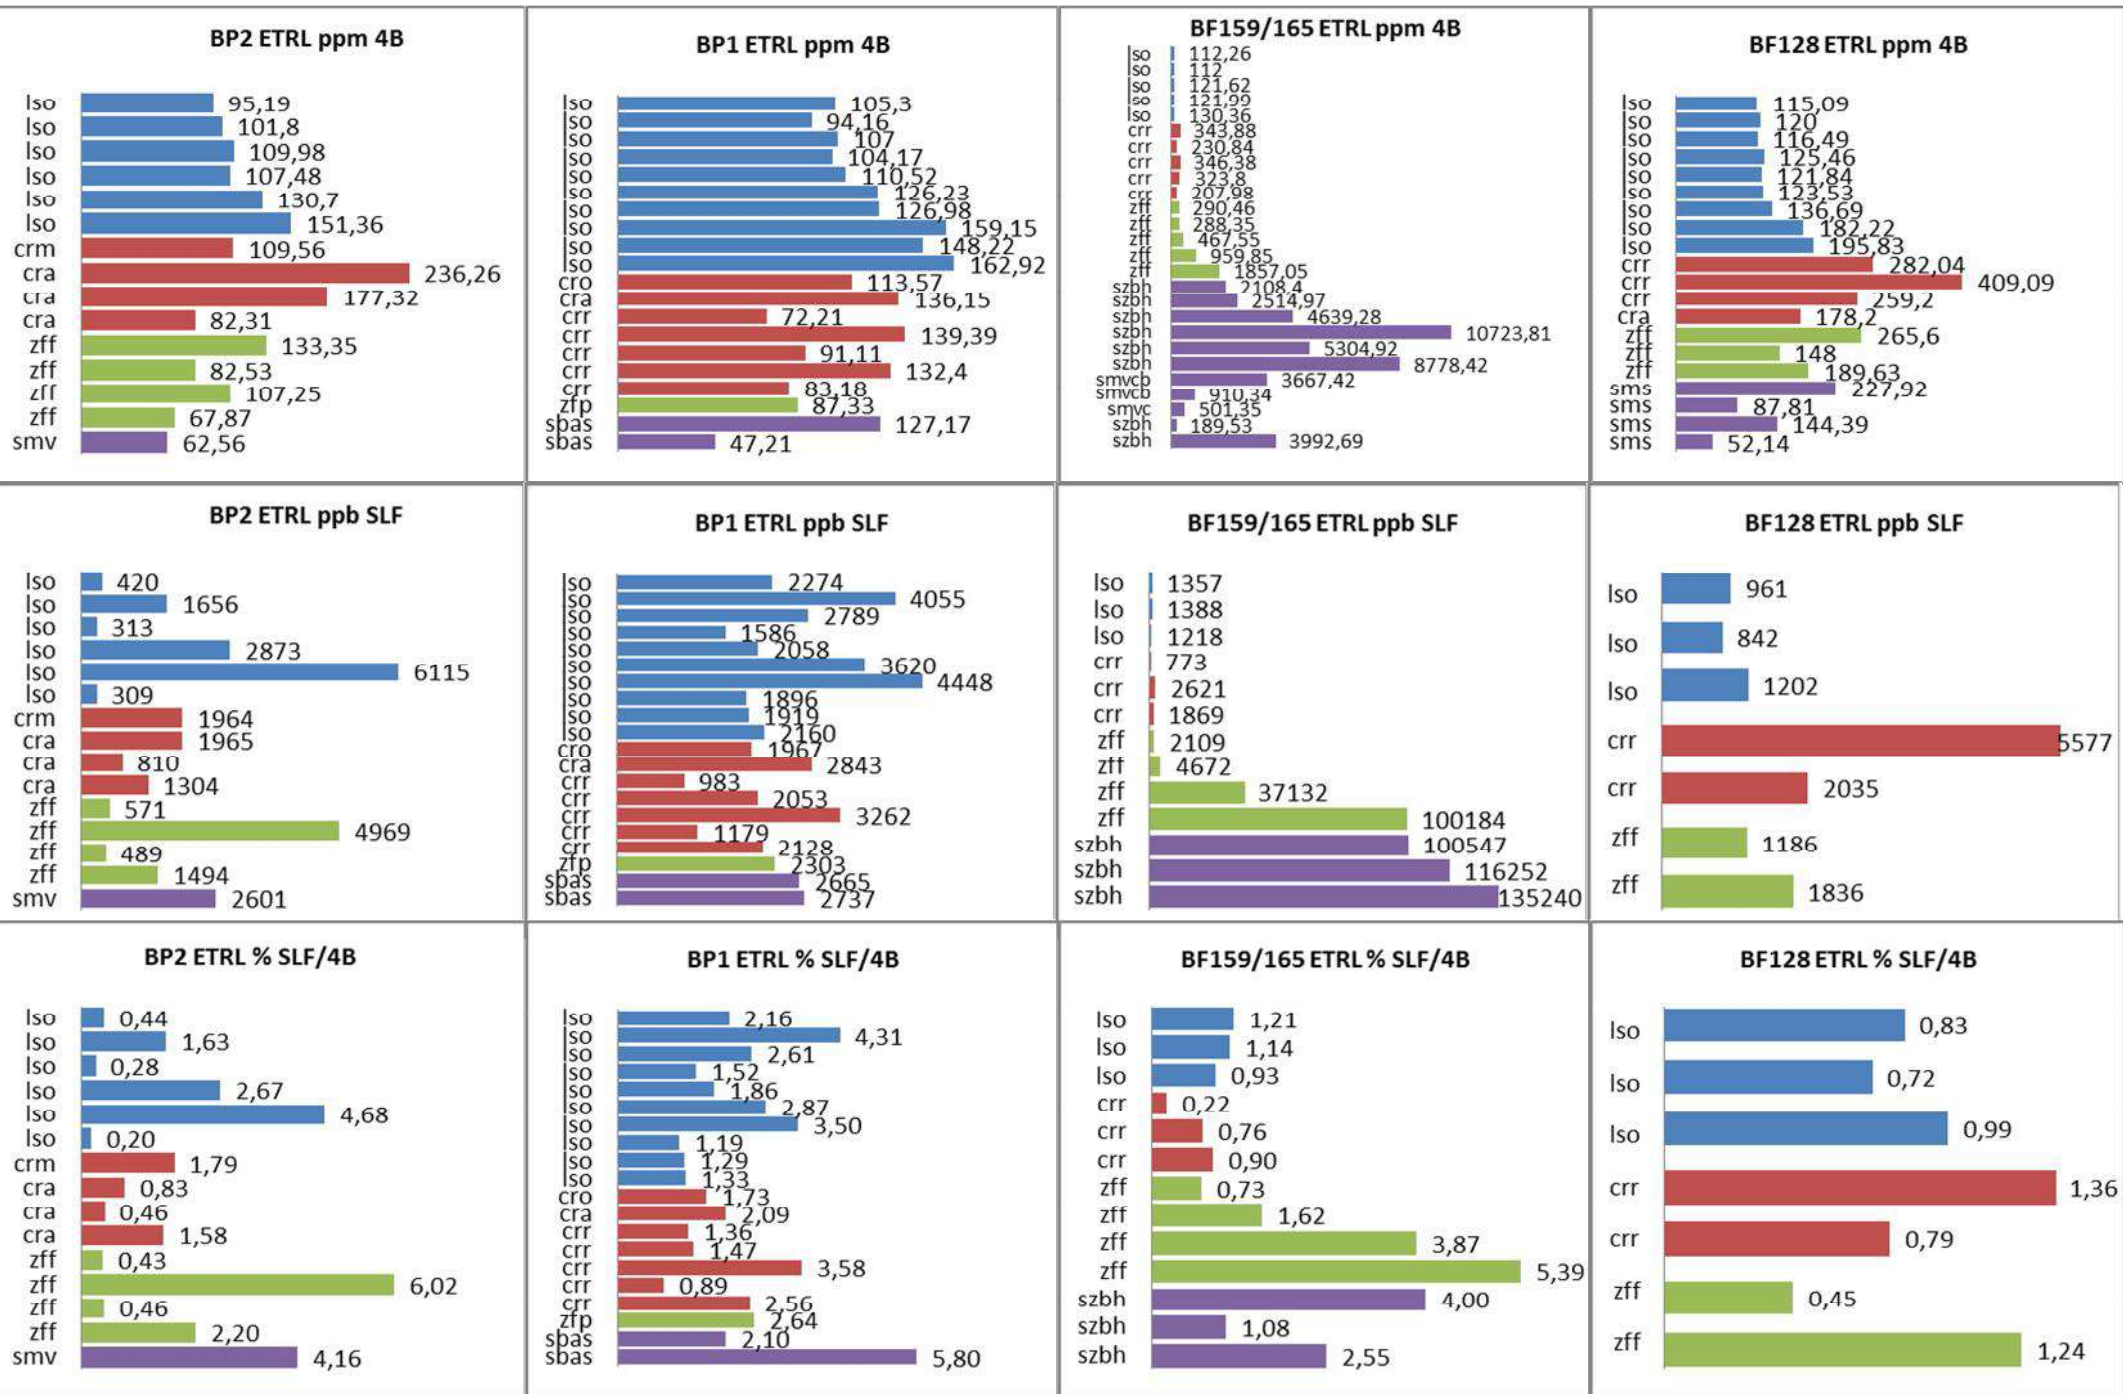 BP2 ETRL ppm 4B
lso 95,19
lso 101,8
lso 109,98
lso 107,48
lso 130,7
lso 151,36
crm 109,56
cra 236,26
cra 177,32
cra 82,31
zff 133,35
zff 82,53
zff 107,25
zff 67,87
smv 62,56
BP1 ETRL ppm 4B
lso 105,3
lso 94,16
lso 107
lso 104,17
lso 110,52
lso 126,23
lso 126,98
lso 159,15
lso 148,22
lso 162,92
cro 113,57
cra 136,15
crr 72,21
crr 139,39
crr 91,11
crr 132,4
crr 83,18
zfp 87,33
sbas 127,17
sbas 47,21
BF159/165 ETRL ppm 4B
lso 112,26
lso 112
lso 121,62
lso 121,99
lso 130,36
crr 343,88
crr 230,84
crr 346,38
crr 323,8
crr 207,98
zff 290,46
zff 288,35
zff 467,55
zff 959,85
zff 1857,05
szbh 2108,4
szbh 2514,97
szbh 4639,28
szbh 10723,81
szbh 5304,92
szbh 8778,42
smvcb 3667,42
smvcb 910,34
smvc 501,35
szbh 189,53
szbh 3992,69
BF128 ETRL ppm 4B
lso 115,09
lso 120
lso 116,49
lso 125,46
lso 121,84
lso 123,53
lso 136,69
lso 182,22
lso 195,83
crr 282,04
crr 409,09
crr 259,2
cra 178,2
zff 265,6
zff 148
zff 189,63
sms 227,92
sms 87,81
sms 144,39
sms 52,14
BP2 ETRL ppb SLF
lso 420
lso 1656
lso 313
lso 2873
lso 6115
lso 309
crm 1964
cra 1965
cra 810
cra 1304
zff 571
zff 4969
zff 489
zff 1494
smv 2601
BP1 ETRL ppb SLF
lso 2274
lso 4055
lso 2789
lso 1586
lso 2058
lso 3620
lso 4448
lso 1896
lso 1919
lso 2160
cro 1967
cra 2843
crr 983
crr 2053
crr 3262
crr 1179
crr 2128
zfp 2303
sbas 2665
sbas 2737
BF159/165 ETRL ppb SLF
lso 1357
lso 1388
lso 1218
crr 773
crr 2621
crr 1869
zff 2109
zff 4672
zff 37132
zff 100184
szbh 100547
szbh 116252
szbh 135240
BF128 ETRL ppb SLF
lso 961
lso 842
lso 1202
crr 5577
crr 2035
zff 1186
zff 1836
BP2 ETRL % SLF/4B
lso 0,44
lso 1,63
lso 0,28
lso 2,67
lso 4,68
lso 0,20
crm 1,79
cra 0,83
cra 0,46
cra 1,58
zff 0,43
zff 6,02
zff 0,46
zff 2,20
smv 4,16
BP1 ETRL % SLF/4B
lso 2,16
lso 4,31
lso 2,61
lso 1,52
lso 1,86
lso 2,87
lso 3,50
lso 1,19
lso 1,29
lso 1,33
cro 1,73
cra 2,09
crr 1,36
crr 1,47
crr 3,58
crr 0,89
crr 2,56
zfp 2,64
sbas 2,10
sbas 5,80
BF159/165 ETRL % SLF/4B
lso 1,21
lso 1,14
lso 0,93
crr 0,22
crr 0,76
crr 0,90
zff 0,73
zff 1,62
zff 3,87
zff 5,39
szbh 4,00
szbh 1,08
szbh 2,55
BF128 ETRL % SLF/4B
lso 0,83
lso 0,72
lso 0,99
crr 1,36
crr 0,79
zff 0,45
zff 1,24